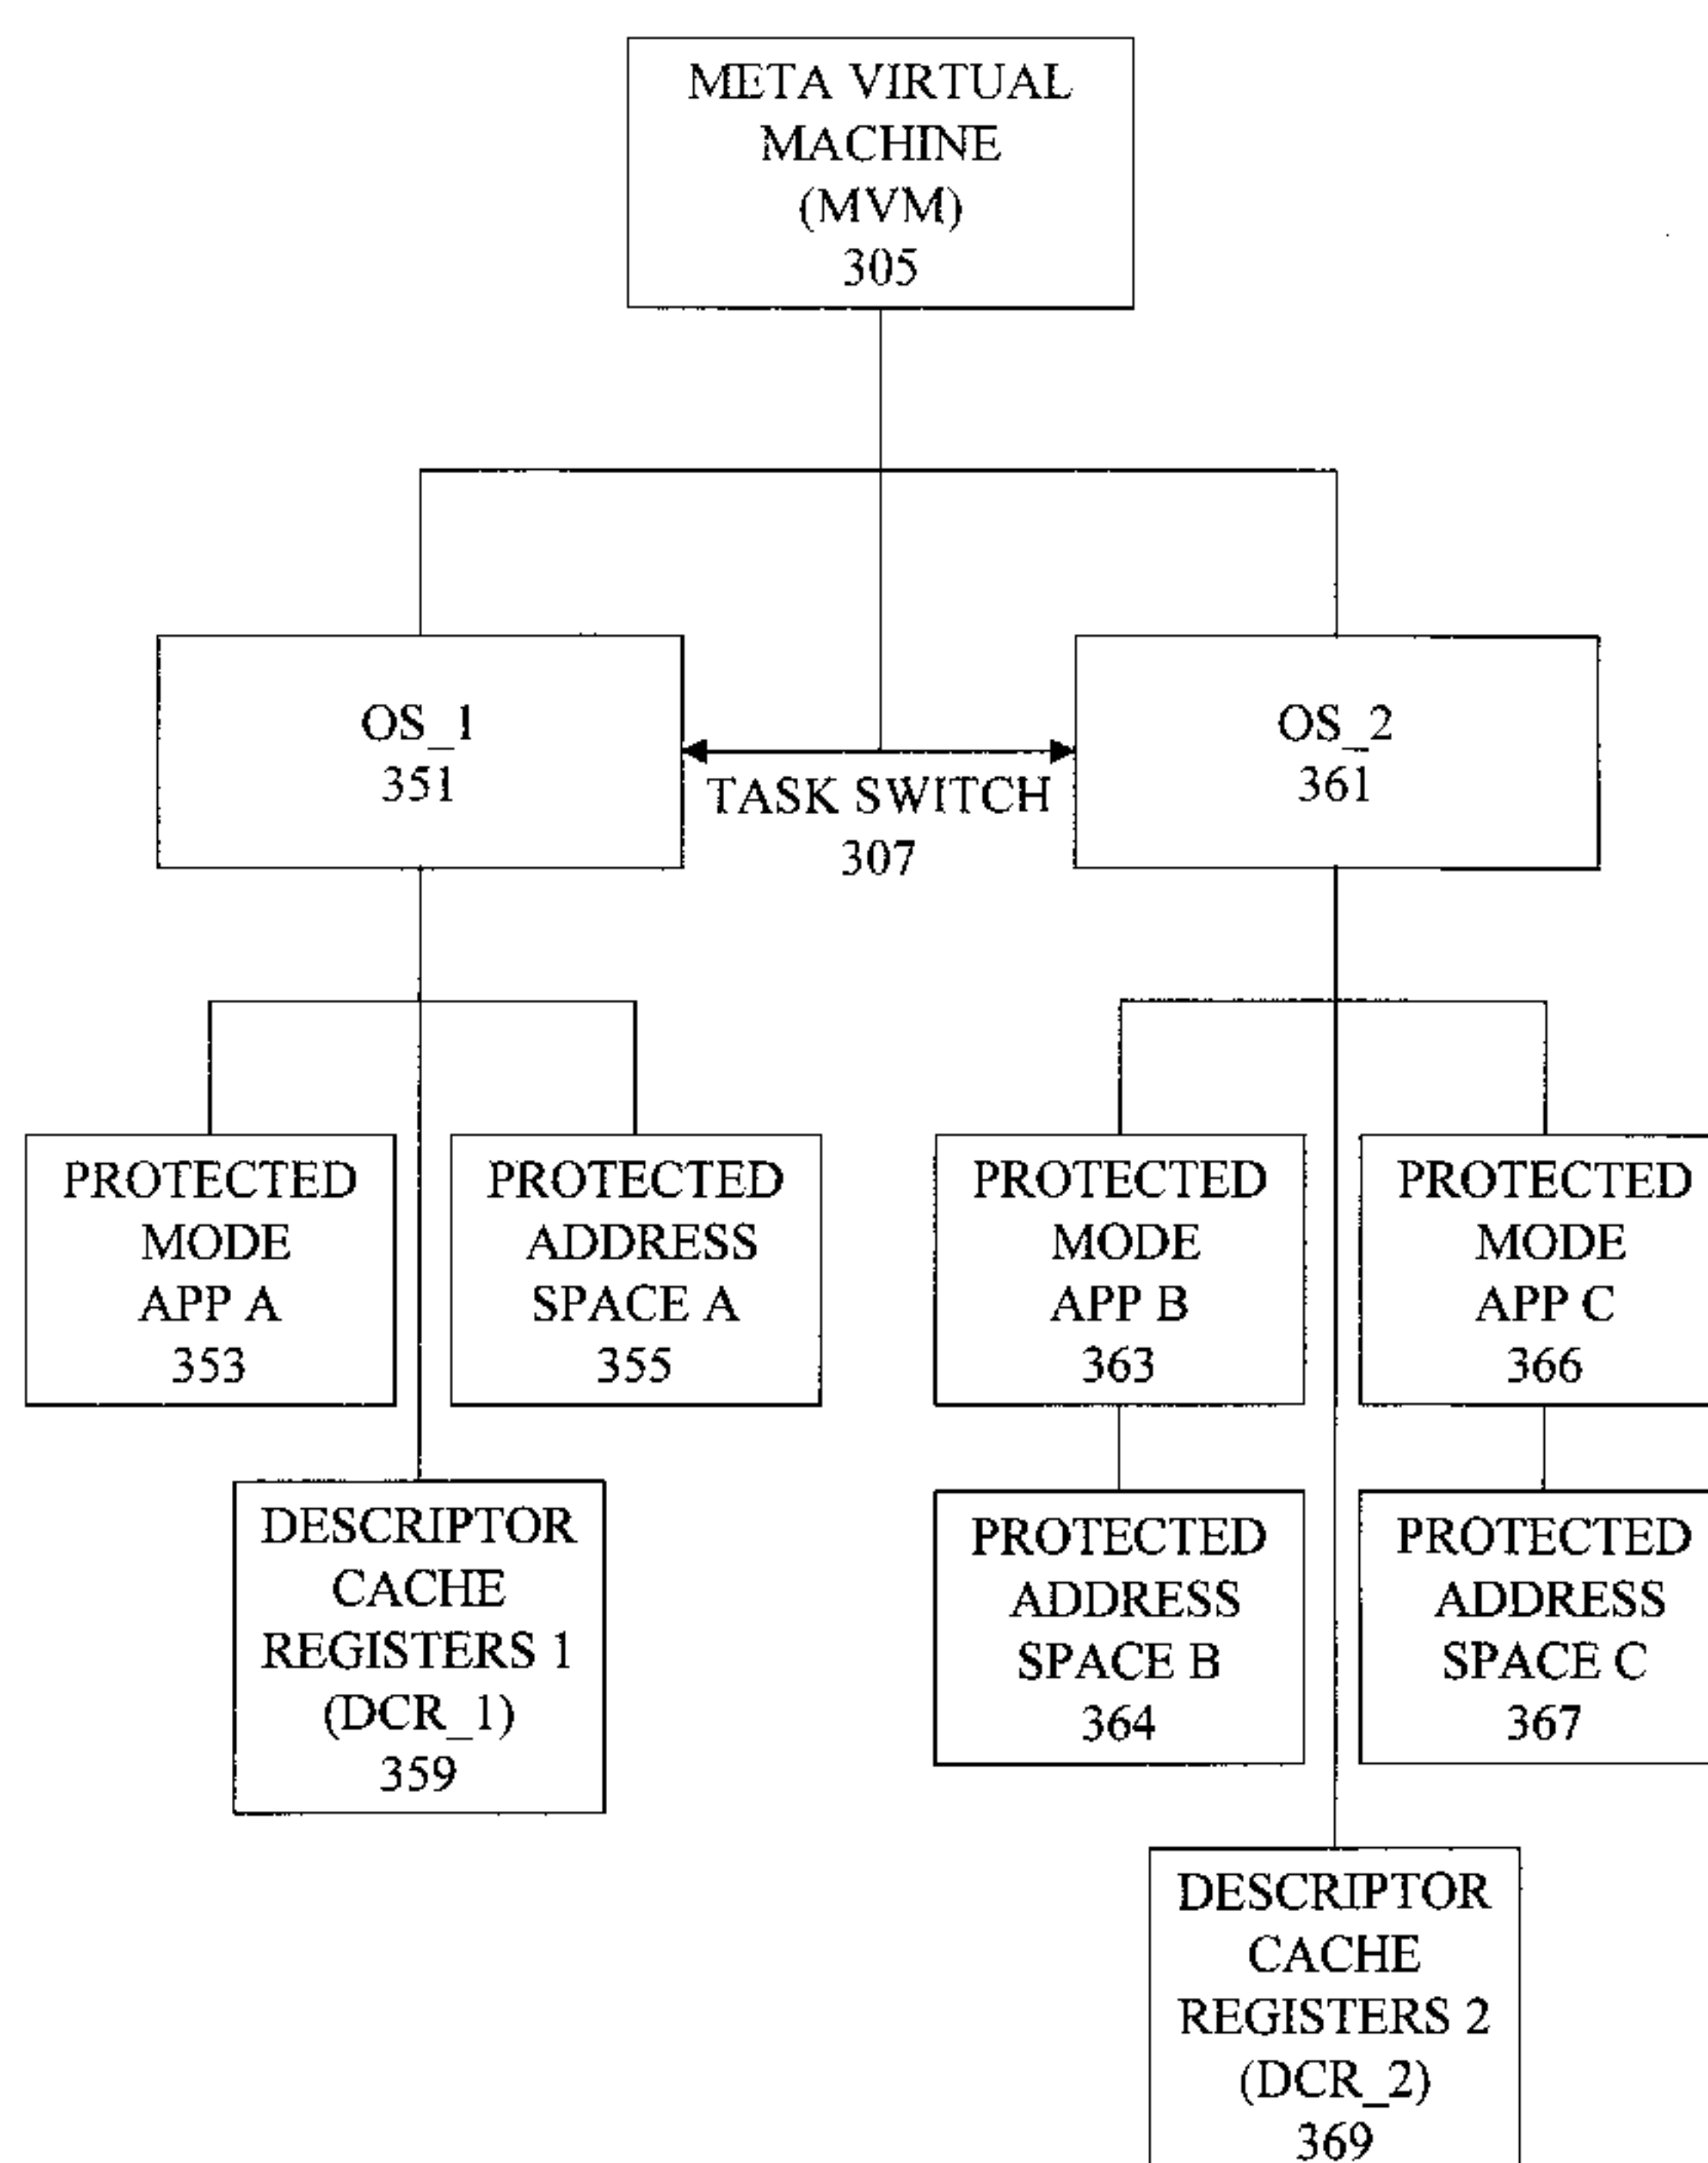 META VIRTUAL
MACHINE
(MVM)
305
OS_1
351
TASK SWITCH
307
OS_2
361
PROTECTED
MODE
APP A
353
PROTECTED
ADDRESS
SPACE A
355
PROTECTED
MODE
APP B
363
PROTECTED
MODE
APP C
366
DESCRIPTOR
CACHE
REGISTERS 1
(DCR_1)
359
PROTECTED
ADDRESS
SPACE B
364
PROTECTED
ADDRESS
SPACE C
367
DESCRIPTOR
CACHE
REGISTERS 2
(DCR_2)
369